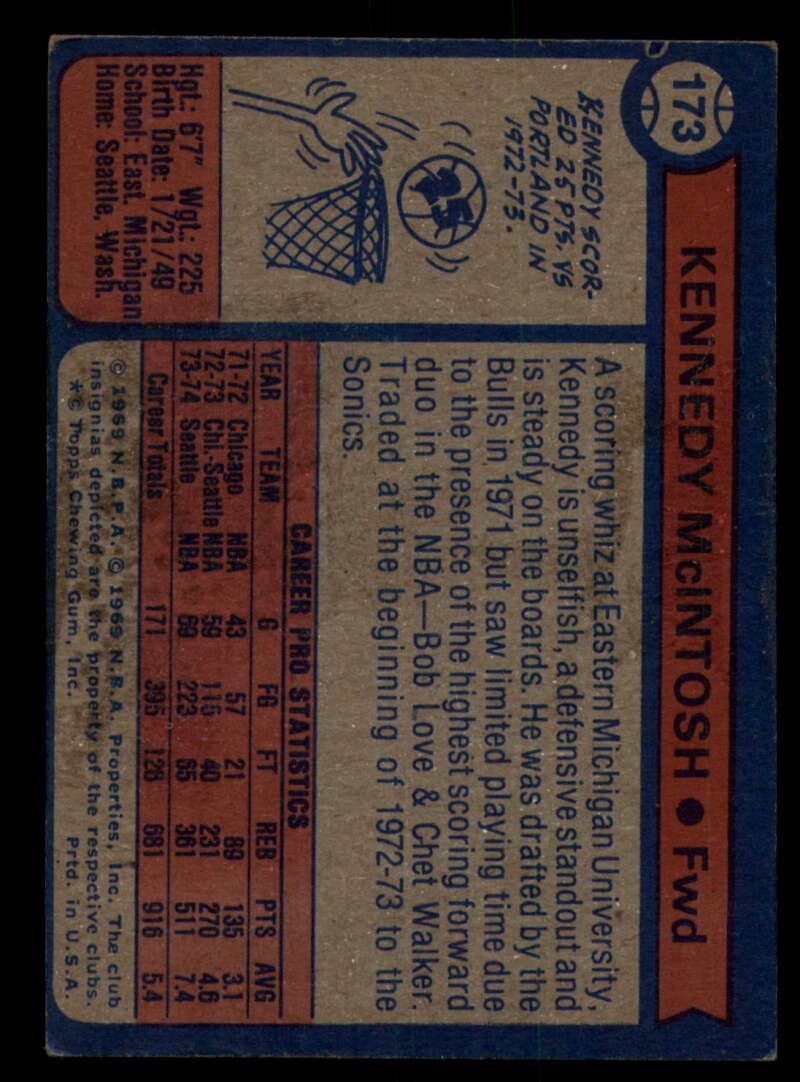 173
KENNEDY McINTOSH ● Fwd
KENNEDY SCOR-
ED 25 PTS. VS
PORTLAND IN
1972-73.
25
Hgt.: 6'7" Wgt.: 225
Birth Date: 1/21/49
School: East. Michigan
Home: Seattle, Wash.
A scoring whiz at Eastern Michigan University,
Kennedy is unselfish, a defensive standout and
is steady on the boards. He was drafted by the
Bulls in 1971 but saw limited playing time due
to the presence of the highest scoring forward
duo in the NBA—Bob Love & Chet Walker.
Traded at the beginning of 1972-73 to the
Sonics.
CAREER PRO STATISTICS
YEAR TEAM G FG FT REB PTS AVG
71-72 Chicago NBA 43 57 21 89 135 3.1
72-73 Chi.-Seattle NBA 59 115 40 231 270 4.6
73-74 Seattle NBA 69 223 65 361 511 7.4
Career Totals 171 395 128 681 916 5.4
© 1969 N.B.P.A. © 1969 N.B.A. Properties, Inc. The club
insignias depicted are the property of the respective clubs.
*© Topps Chewing Gum, Inc. Prtd. in U.S.A.